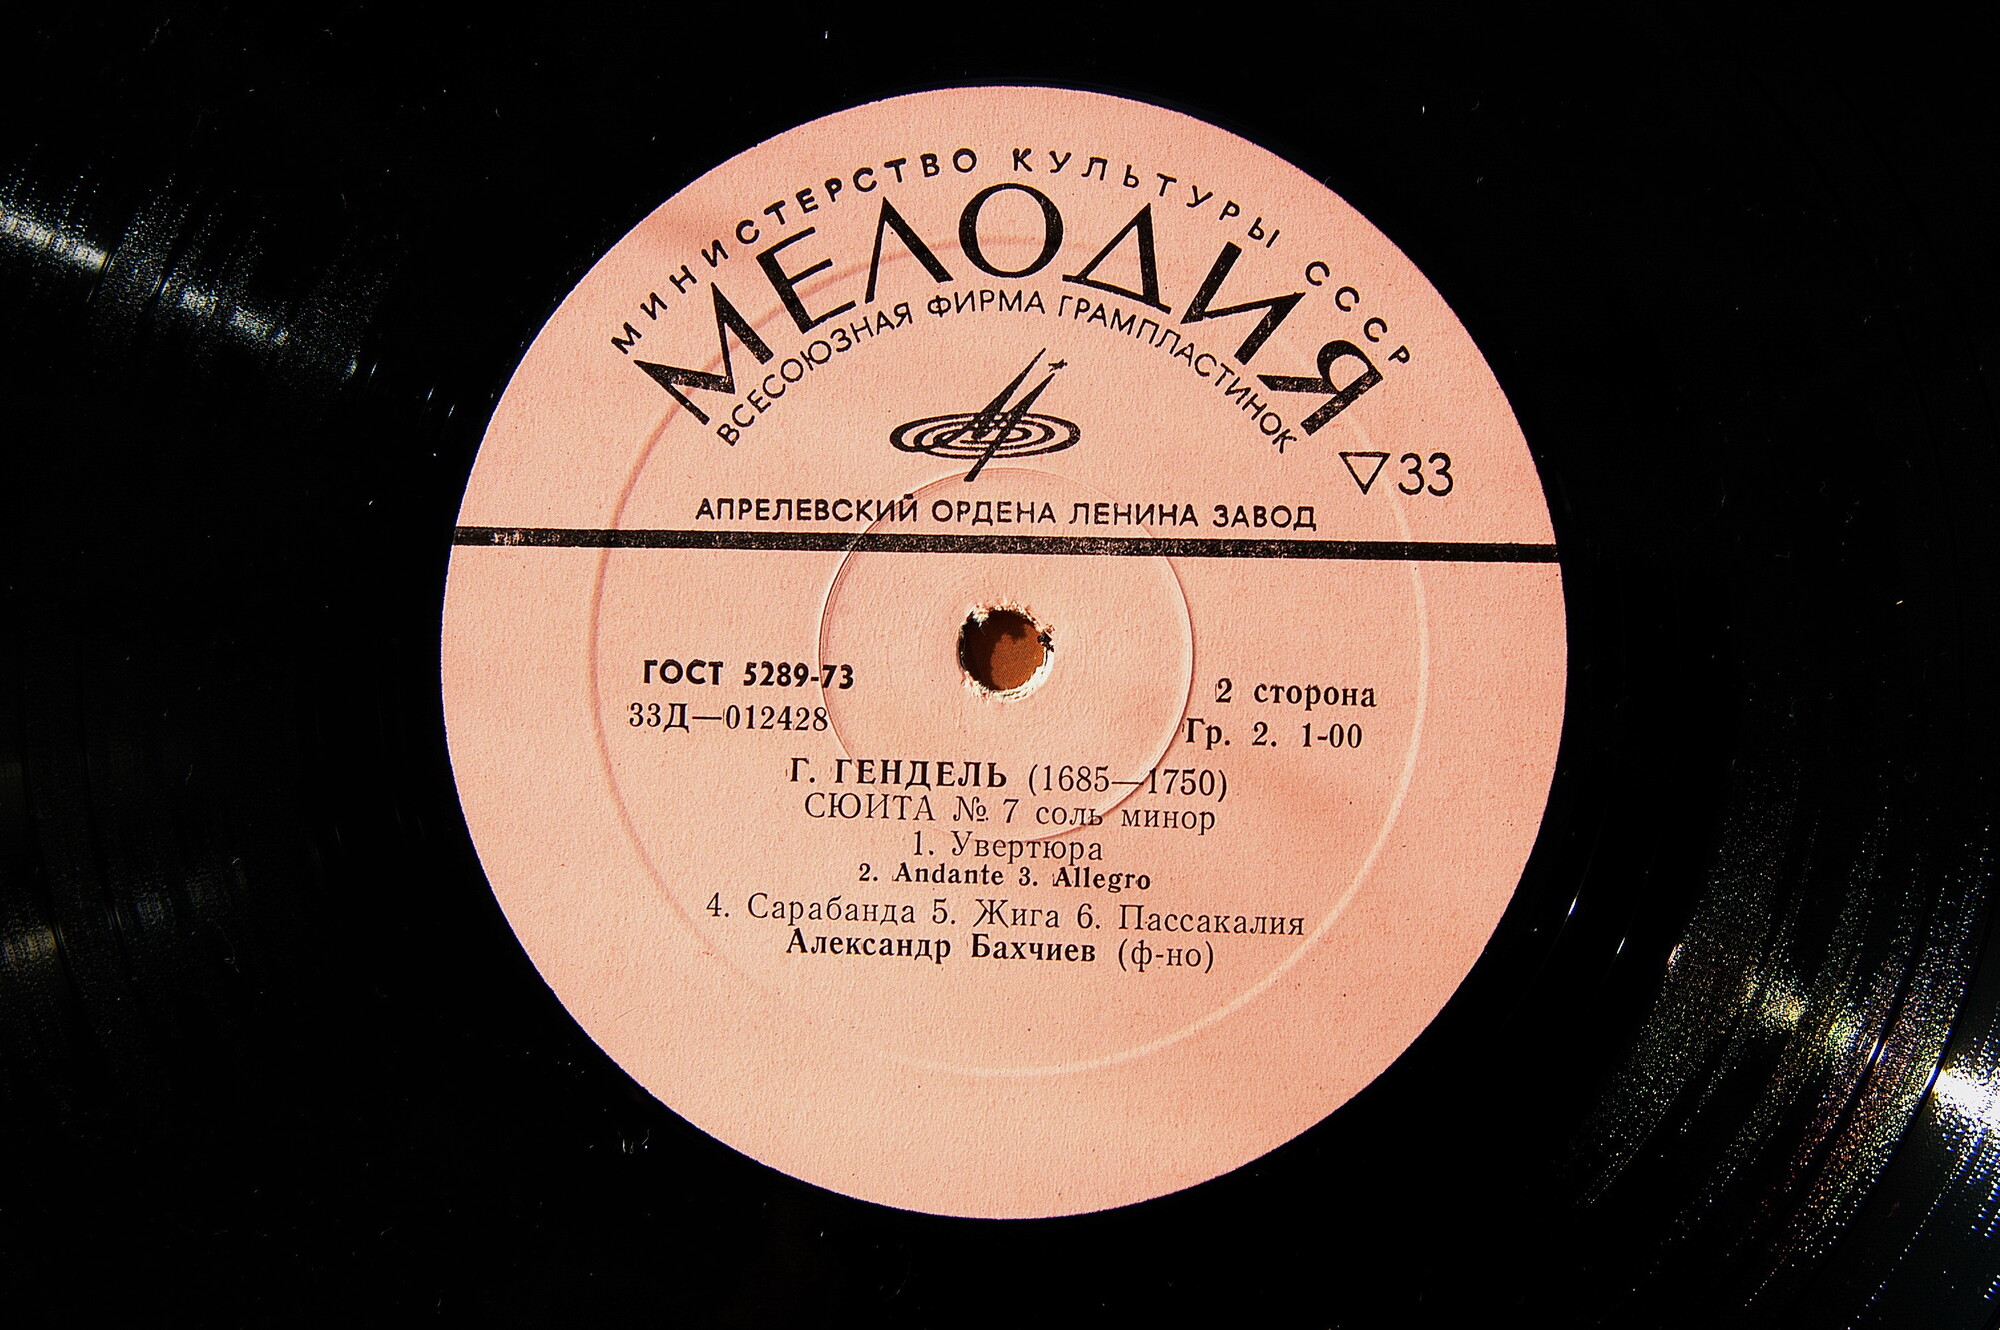 МИНИСТЕРСТВО КУЛЬТУРЫ СССР
МЕЛОДИЯ
ВСЕСОЮЗНАЯ ФИРМА ГРАМПЛАСТИНОК
33
АПРЕЛЕВСКИЙ ОРДЕНА ЛЕНИНА ЗАВОД
ГОСТ 5289-73
33Д—012428
2 сторона
Гр. 2. 1-00
Г. ГЕНДЕЛЬ (1685—1750)
СЮИТА № 7 соль минор
1. Увертюра
2. Andante 3. Allegro
4. Сарабанда 5. Жига 6. Пассакалия
Александр Бахчиев (ф-но)